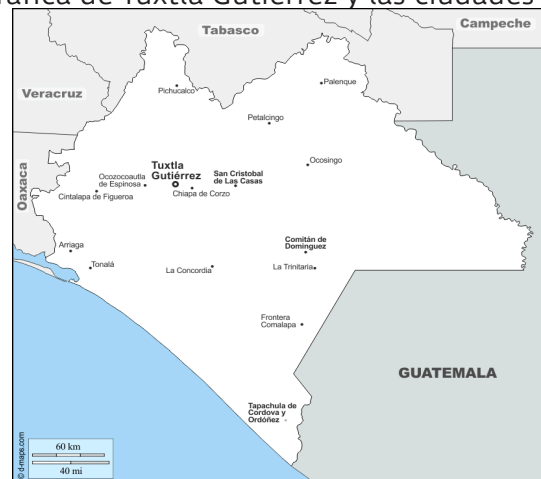 de Tuxtla Gutiérrez y las ciudades
Tabasco
Campeche
Veracruz
Oaxaca
Pichucalco
Palenque
Petalcingo
Ocosingo
Tuxtla
Gutiérrez
San Cristobal
de Las Casas
Ocozocoautla
de Espinosa
Cintalapa de Figueroa
Chiapa de Corzo
Comitán de
Domínguez
Arriaga
Tonalá
La Concordia
La Trinitaria
Frontera
Comalapa
GUATEMALA
Tapachula de
Córdova y
Ordóñez
60 km
40 mi
© d-maps.com